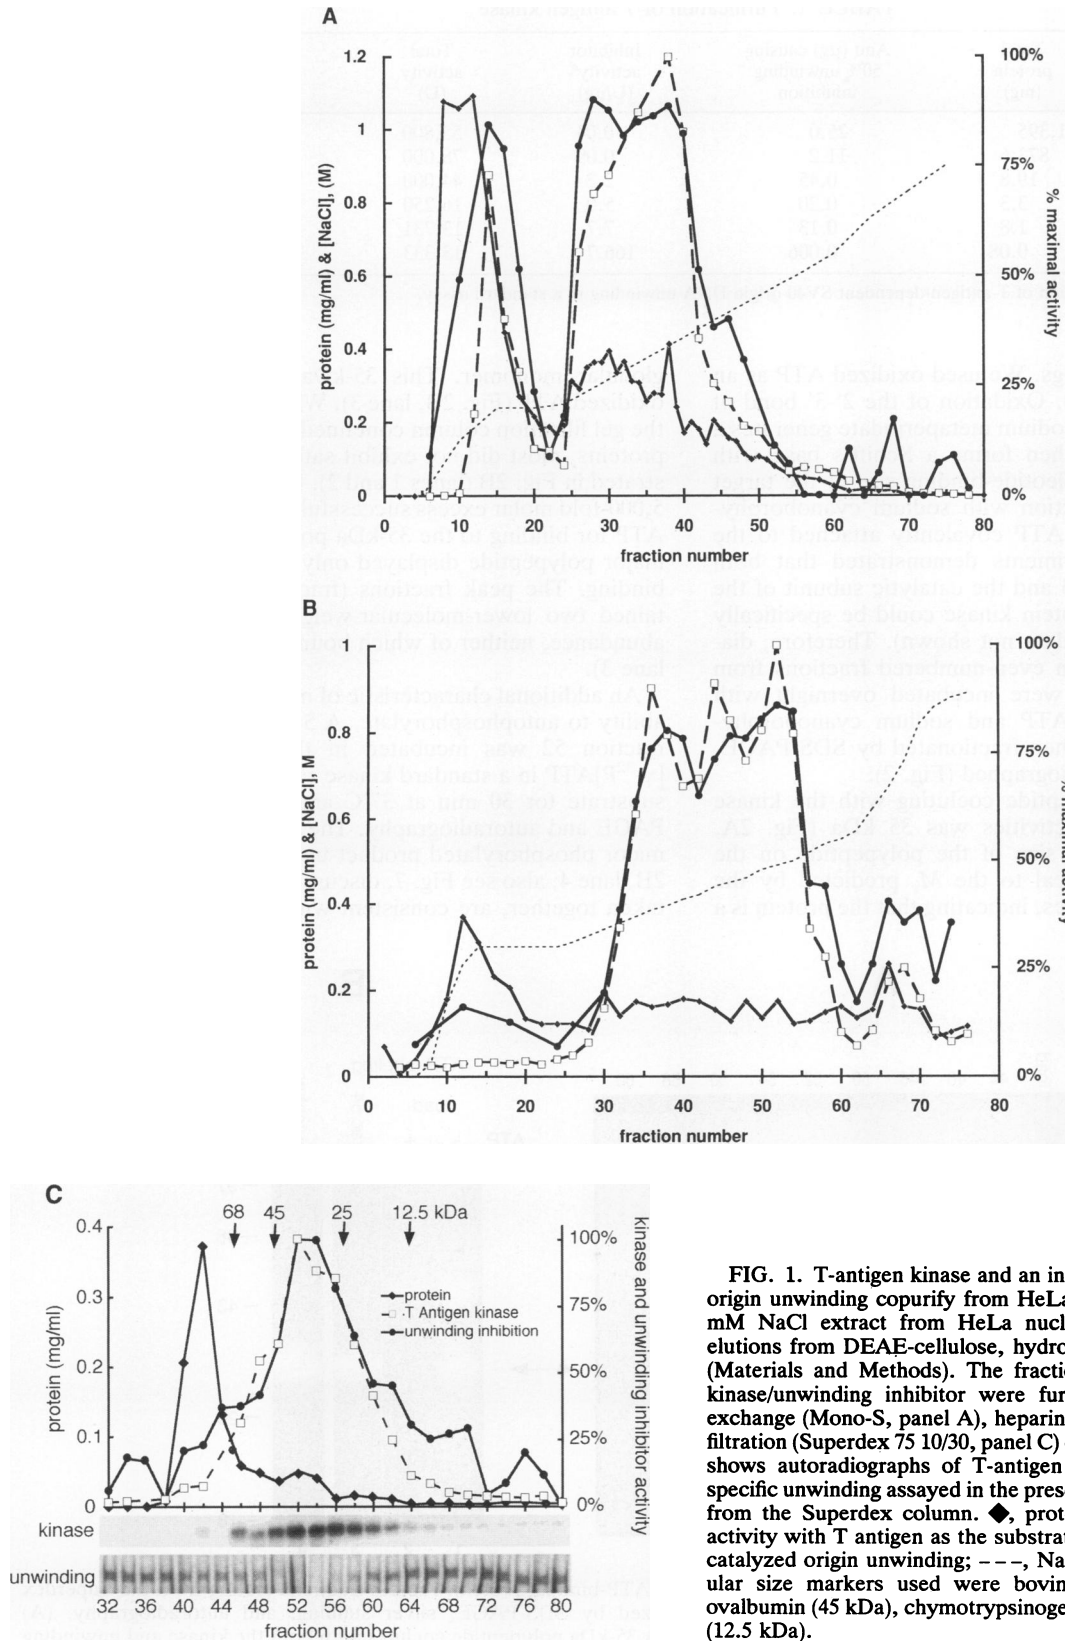 A
1.2
1
0.8
0.6
0.4
0.2
0
protein (mg/ml) & [NaCl], (M)
100%
75%
50%
25%
0%
% maximal activity
0 10 20 30 40 50 60 70 80
fraction number
B
1
0.8
0.6
0.4
0.2
0
protein (mg/ml) & [NaCl], M
100%
75%
50%
25%
0%
0 10 20 30 40 50 60 70 80
fraction number
C
68 45 25 12.5 kDa
0.4
0.3
0.2
0.1
0
protein (mg/ml)
protein
T Antigen kinase
unwinding inhibition
100%
75%
50%
25%
0%
kinase and unwinding inhibitor activity
kinase
unwinding
32 36 40 44 48 52 56 60 64 68 72 76 80
fraction number
FIG. 1. T-antigen kinase and an in
origin unwinding copurify from HeLa
mM NaCl extract from HeLa nucl
elutions from DEAE-cellulose, hydro
(Materials and Methods). The fractio
kinase/unwinding inhibitor were fur
exchange (Mono-S, panel A), heparin
filtration (Superdex 75 10/30, panel C)
shows autoradiographs of T-antigen
specific unwinding assayed in the prese
from the Superdex column. ◆, prot
activity with T antigen as the substrat
catalyzed origin unwinding; ---, Na
ular size markers used were bovin
ovalbumin (45 kDa), chymotrypsinoge
(12.5 kDa).